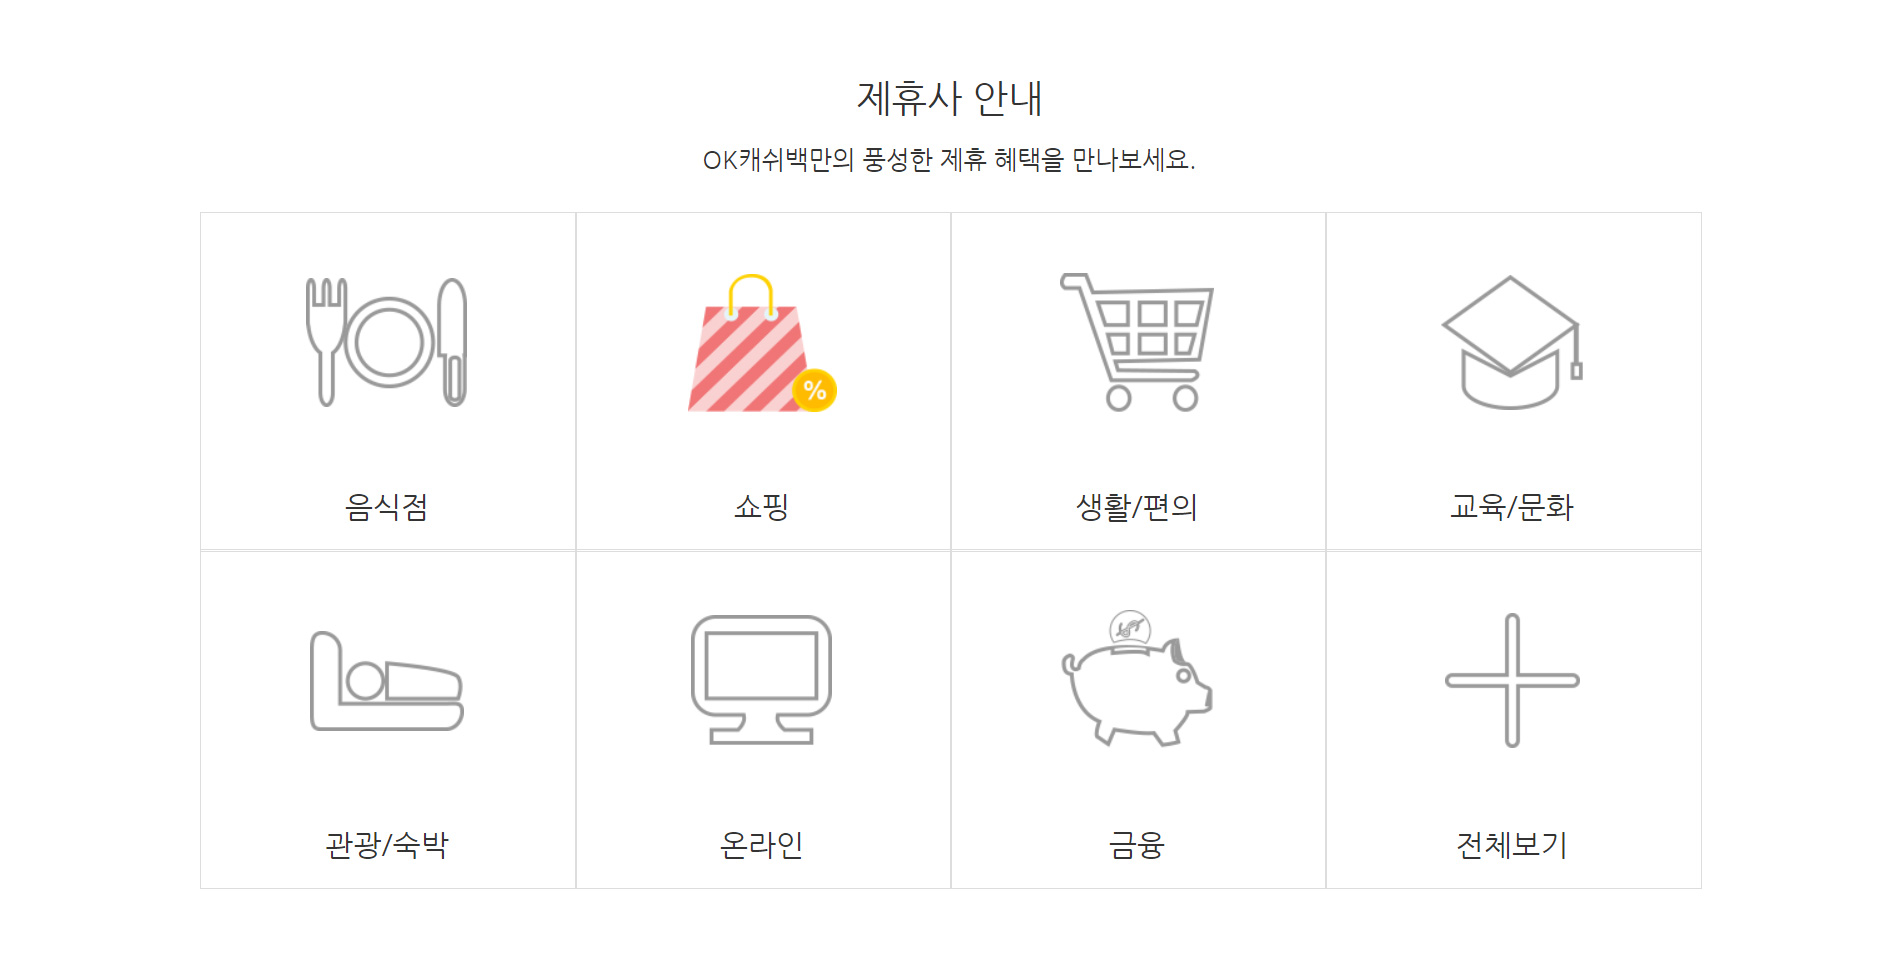 제휴사 안내
OK캐쉬백만의 풍성한 제휴 혜택을 만나보세요.
%
음식점
쇼핑
생활/편의
교육/문화
관광/숙박
온라인
금융
전체보기